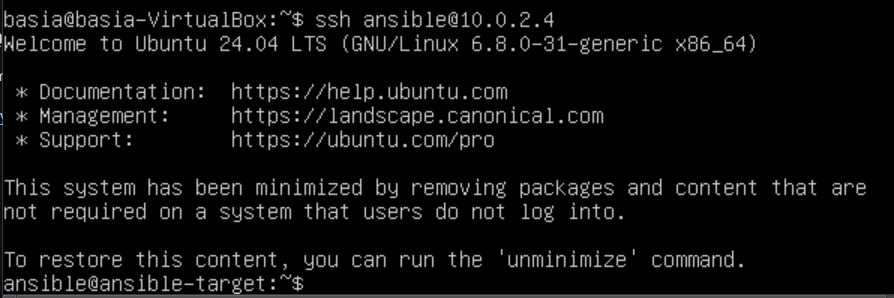 basia@basia-VirtualBox:~$ ssh ansible@10.0.2.4
Welcome to Ubuntu 24.04 LTS (GNU/Linux 6.8.0-31-generic x86_64)
* Documentation:  https://help.ubuntu.com
* Management:     https://landscape.canonical.com
* Support:        https://ubuntu.com/pro
This system has been minimized by removing packages and content that are
not required on a system that users do not log into.
To restore this content, you can run the 'unminimize' command.
ansible@ansible-target:~$